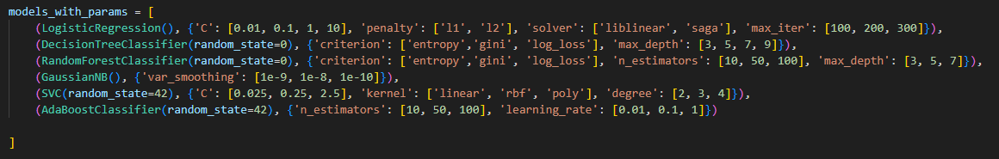 models_with_params = [
    (LogisticRegression(), {'C': [0.01, 0.1, 1, 10], 'penalty': ['l1', 'l2'], 'solver': ['liblinear', 'saga'], 'max_iter': [100, 200, 300]}),
    (DecisionTreeClassifier(random_state=0), {'criterion': ['entropy','gini', 'log_loss'], 'max_depth': [3, 5, 7, 9]}),
    (RandomForestClassifier(random_state=0), {'criterion': ['entropy','gini', 'log_loss'], 'n_estimators': [10, 50, 100], 'max_depth': [3, 5, 7]}),
    (GaussianNB(), {'var_smoothing': [1e-9, 1e-8, 1e-10]}),
    (SVC(random_state=42), {'C': [0.025, 0.25, 2.5], 'kernel': ['linear', 'rbf', 'poly'], 'degree': [2, 3, 4]}),
    (AdaBoostClassifier(random_state=42), {'n_estimators': [10, 50, 100], 'learning_rate': [0.01, 0.1, 1]})
]